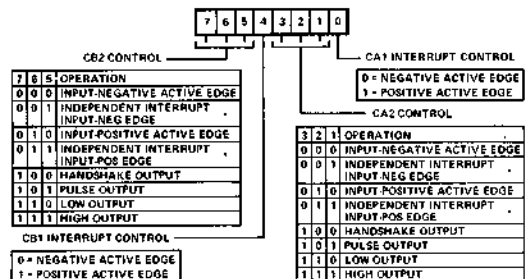 7 6 5 4 3 2 1 0
CB2 CONTROL
7 6 5 OPERATION
0 0 0 INPUT-NEGATIVE ACTIVE EDGE
0 0 1 INDEPENDENT INTERRUPT
INPUT-NEG EDGE
0 1 0 INPUT-POSITIVE ACTIVE EDGE
0 1 1 INDEPENDENT INTERRUPT
INPUT-POS EDGE
1 0 0 HANDSHAKE OUTPUT
1 0 1 PULSE OUTPUT
1 1 0 LOW OUTPUT
1 1 1 HIGH OUTPUT
CB1 INTERRUPT CONTROL
0 = NEGATIVE ACTIVE EDGE
1 - POSITIVE ACTIVE EDGE
CA1 INTERRUPT CONTROL
0 = NEGATIVE ACTIVE EDGE
1 - POSITIVE ACTIVE EDGE
CA2 CONTROL
3 2 1 OPERATION
0 0 0 INPUT-NEGATIVE ACTIVE EDGE
0 0 1 INDEPENDENT INTERRUPT
INPUT-NEG EDGE
0 1 0 INPUT-POSITIVE ACTIVE EDGE
0 1 1 INDEPENDENT INTERRUPT
INPUT-POS EDGE
1 0 0 HANDSHAKE OUTPUT
1 0 1 PULSE OUTPUT
1 1 0 LOW OUTPUT
1 1 1 HIGH OUTPUT